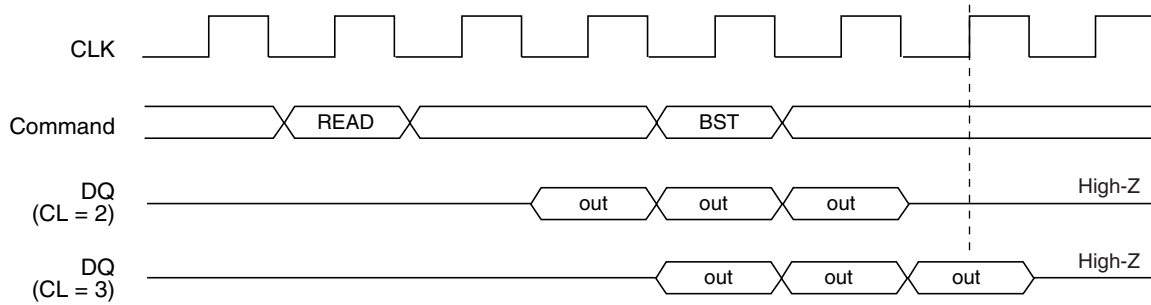 CLK
Command READ BST
DQ
(CL = 2) out out out High-Z
DQ
(CL = 3) out out out High-Z